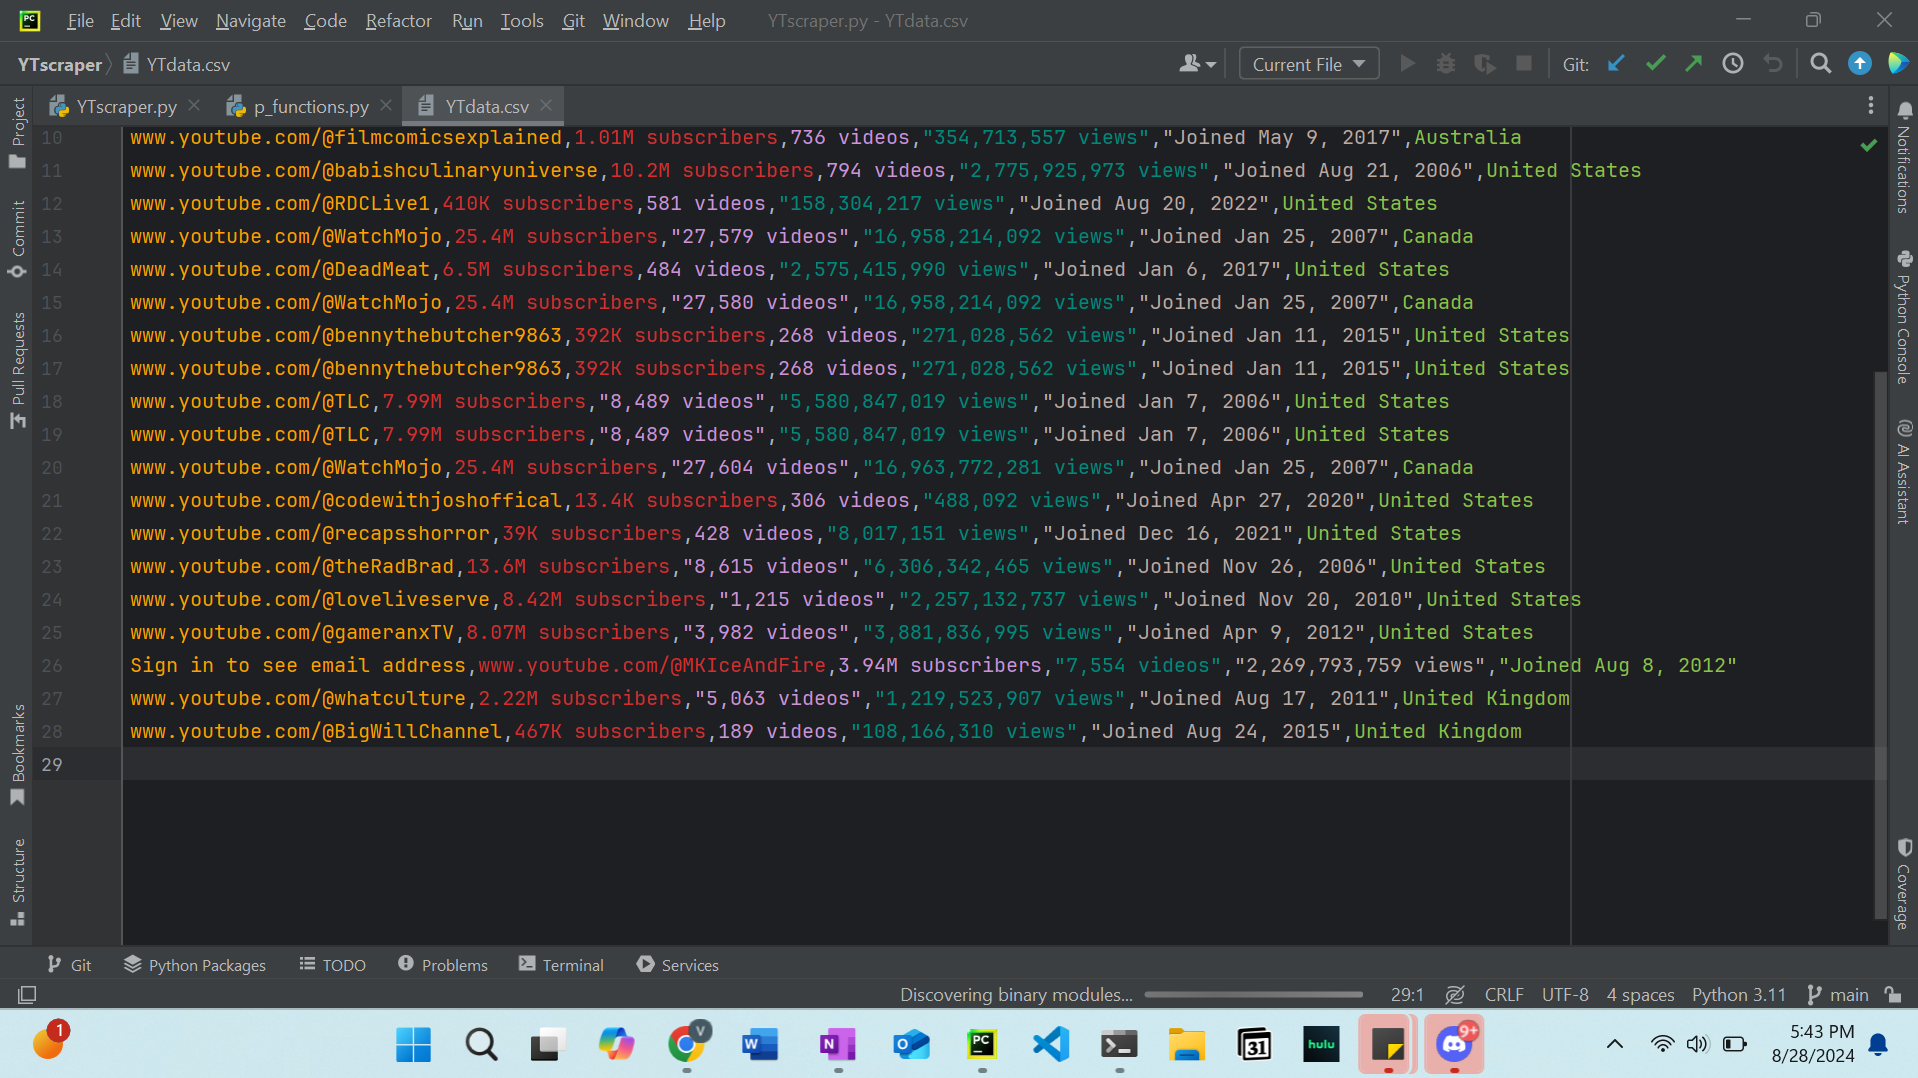 PC File Edit View Navigate Code Refactor Run Tools Git Window Help YTscraper.py - YTdata.csv
YTscraper YTdata.csv Current File Git:
YTscraper.py p_functions.py YTdata.csv
10 www.youtube.com/@filmcomicsexplained,1.01M subscribers,736 videos,"354,713,557 views","Joined May 9, 2017",Australia
11 www.youtube.com/@babishculinaryuniverse,10.2M subscribers,794 videos,"2,775,925,973 views","Joined Aug 21, 2006",United States
12 www.youtube.com/@RDCLive1,410K subscribers,581 videos,"158,304,217 views","Joined Aug 20, 2022",United States
13 www.youtube.com/@WatchMojo,25.4M subscribers,"27,579 videos","16,958,214,092 views","Joined Jan 25, 2007",Canada
14 www.youtube.com/@DeadMeat,6.5M subscribers,484 videos,"2,575,415,990 views","Joined Jan 6, 2017",United States
15 www.youtube.com/@WatchMojo,25.4M subscribers,"27,580 videos","16,958,214,092 views","Joined Jan 25, 2007",Canada
16 www.youtube.com/@bennythebutcher9863,392K subscribers,268 videos,"271,028,562 views","Joined Jan 11, 2015",United States
17 www.youtube.com/@bennythebutcher9863,392K subscribers,268 videos,"271,028,562 views","Joined Jan 11, 2015",United States
18 www.youtube.com/@TLC,7.99M subscribers,"8,489 videos","5,580,847,019 views","Joined Jan 7, 2006",United States
19 www.youtube.com/@TLC,7.99M subscribers,"8,489 videos","5,580,847,019 views","Joined Jan 7, 2006",United States
20 www.youtube.com/@WatchMojo,25.4M subscribers,"27,604 videos","16,963,772,281 views","Joined Jan 25, 2007",Canada
21 www.youtube.com/@codewithjoshoffical,13.4K subscribers,306 videos,"488,092 views","Joined Apr 27, 2020",United States
22 www.youtube.com/@recapsshorror,39K subscribers,428 videos,"8,017,151 views","Joined Dec 16, 2021",United States
23 www.youtube.com/@theRadBrad,13.6M subscribers,"8,615 videos","6,306,342,465 views","Joined Nov 26, 2006",United States
24 www.youtube.com/@loveliveserve,8.42M subscribers,"1,215 videos","2,257,132,737 views","Joined Nov 20, 2010",United States
25 www.youtube.com/@gameranxTV,8.07M subscribers,"3,982 videos","3,881,836,995 views","Joined Apr 9, 2012",United States
26 Sign in to see email address,www.youtube.com/@MKIceAndFire,3.94M subscribers,"7,554 videos","2,269,793,759 views","Joined Aug 8, 2012"
27 www.youtube.com/@whatculture,2.22M subscribers,"5,063 videos","1,219,523,907 views","Joined Aug 17, 2011",United Kingdom
28 www.youtube.com/@BigWillChannel,467K subscribers,189 videos,"108,166,310 views","Joined Aug 24, 2015",United Kingdom
29
Project
Commit
Pull Requests
Bookmarks
Structure
Notifications
Python Console
AI Assistant
Coverage
Git Python Packages TODO Problems Terminal Services
Discovering binary modules... 29:1 CRLF UTF-8 4 spaces Python 3.11 main
1 V W N O PC 31 hulu 9+ 5:43 PM
8/28/2024